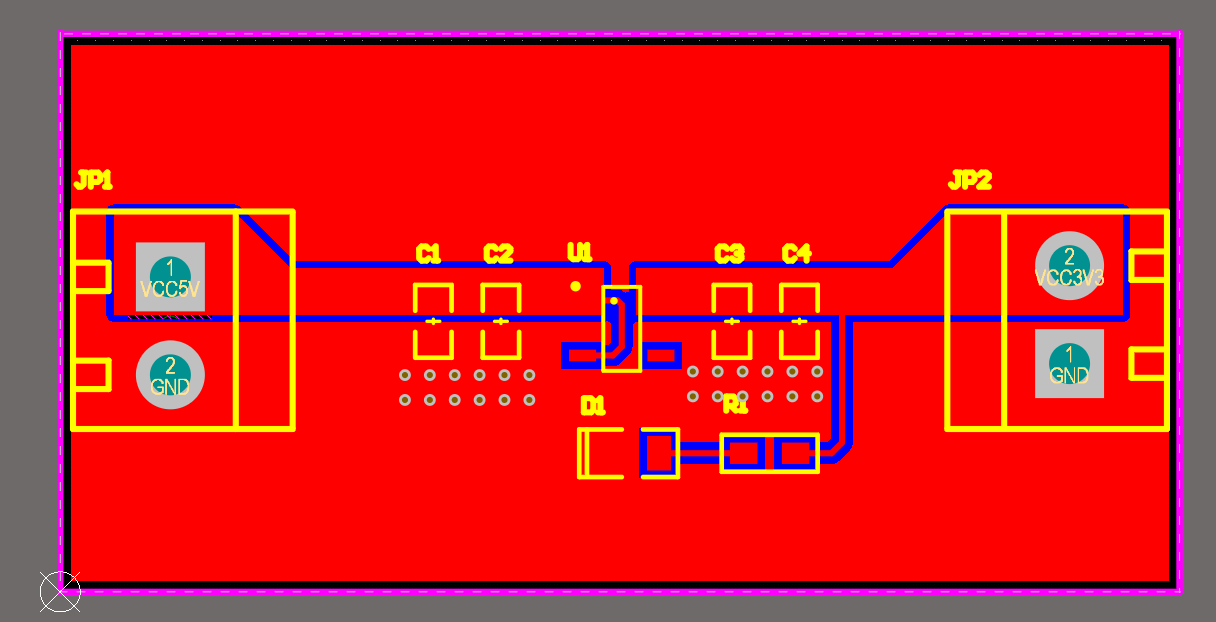 JP1
JP2
C1
C2
U1
C3
C4
1
VCC5V
2
VCC3V3
2
GND
1
GND
D1
R1